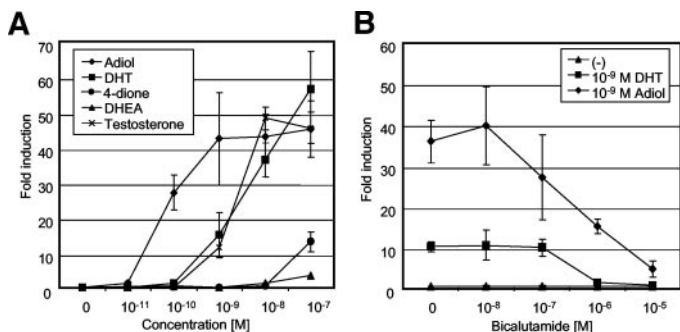 A
Fold induction
70
60
50
40
30
20
10
0
Adiol
DHT
4-dione
DHEA
Testosterone
0 10-11 10-10 10-9 10-8 10-7
Concentration [M]
B
Fold induction
60
50
40
30
20
10
0
(-)
10-9 M DHT
10-9 M Adiol
0 10-8 10-7 10-6 10-5
Bicalutamide [M]